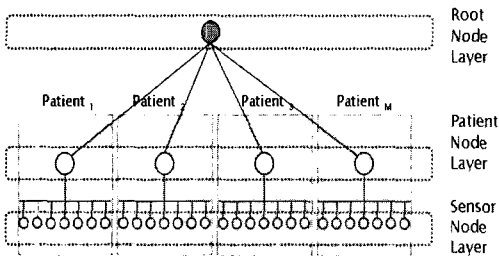 Root
Node
Layer
Patient 1
Patient 2
Patient 3
Patient M
Patient
Node
Layer
Sensor
Node
Layer